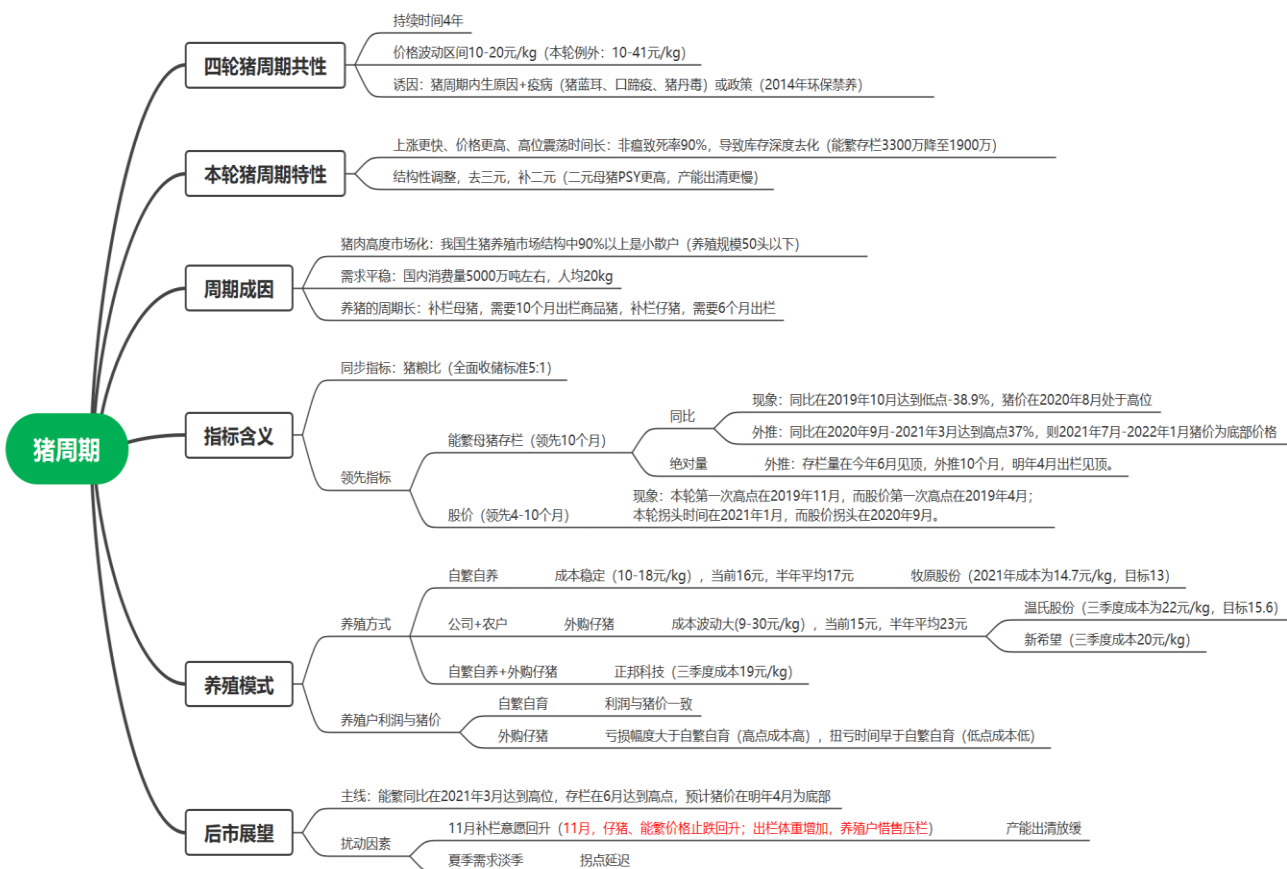 猪周期
四轮猪周期共性
持续时间4年
价格波动区间10-20元/kg（本轮例外：10-41元/kg）
诱因：猪周期内生原因+疫病（猪蓝耳、口蹄疫、猪丹毒）或政策（2014年环保禁养）
本轮猪周期特性
上涨更快、价格更高、高位震荡时间长：非瘟致死率90%，导致库存深度去化（能繁存栏3300万降至1900万）
结构性调整，去三元，补二元（二元母猪PSY更高，产能出清更慢）
周期成因
猪肉高度市场化：我国生猪养殖市场结构中90%以上是小散户（养殖规模50头以下）
需求平稳：国内消费量5000万吨左右，人均20kg
养猪的周期长：补栏母猪，需要10个月出栏商品猪，补栏仔猪，需要6个月出栏
指标含义
同步指标：猪粮比（全面收储标准5:1）
领先指标
能繁母猪存栏（领先10个月）
同比
现象：同比在2019年10月达到低点-38.9%，猪价在2020年8月处于高位
外推：同比在2020年9月-2021年3月达到高点37%，则2021年7月-2022年1月猪价为底部价格
绝对量
外推：存栏量在今年6月见顶，外推10个月，明年4月出栏见顶。
股价（领先4-10个月）
现象：本轮第一次高点在2019年11月，而股价第一次高点在2019年4月；
本轮拐头时间在2021年1月，而股价拐头在2020年9月。
养殖模式
养殖方式
自繁自养
成本稳定（10-18元/kg），当前16元，半年平均17元
牧原股份（2021年成本为14.7元/kg，目标13）
公司+农户
外购仔猪
成本波动大(9-30元/kg），当前15元，半年平均23元
温氏股份（三季度成本为22元/kg，目标15.6）
新希望（三季度成本20元/kg）
自繁自养+外购仔猪
正邦科技（三季度成本19元/kg）
养殖户利润与猪价
自繁自育
利润与猪价一致
外购仔猪
亏损幅度大于自繁自育（高点成本高），扭亏时间早于自繁自育（低点成本低）
后市展望
主线：能繁同比在2021年3月达到高位，存栏在6月达到高点，预计猪价在明年4月为底部
扰动因素
11月补栏意愿回升（11月，仔猪、能繁价格止跌回升；出栏体重增加，养殖户惜售压栏）
产能出清放缓
夏季需求淡季
拐点延迟